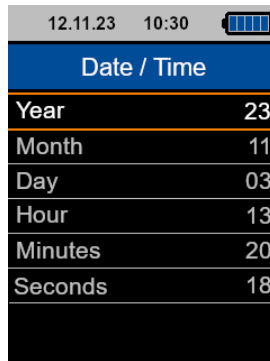 12.11.23 10:30
Date / Time
Year 23
Month 11
Day 03
Hour 13
Minutes 20
Seconds 18